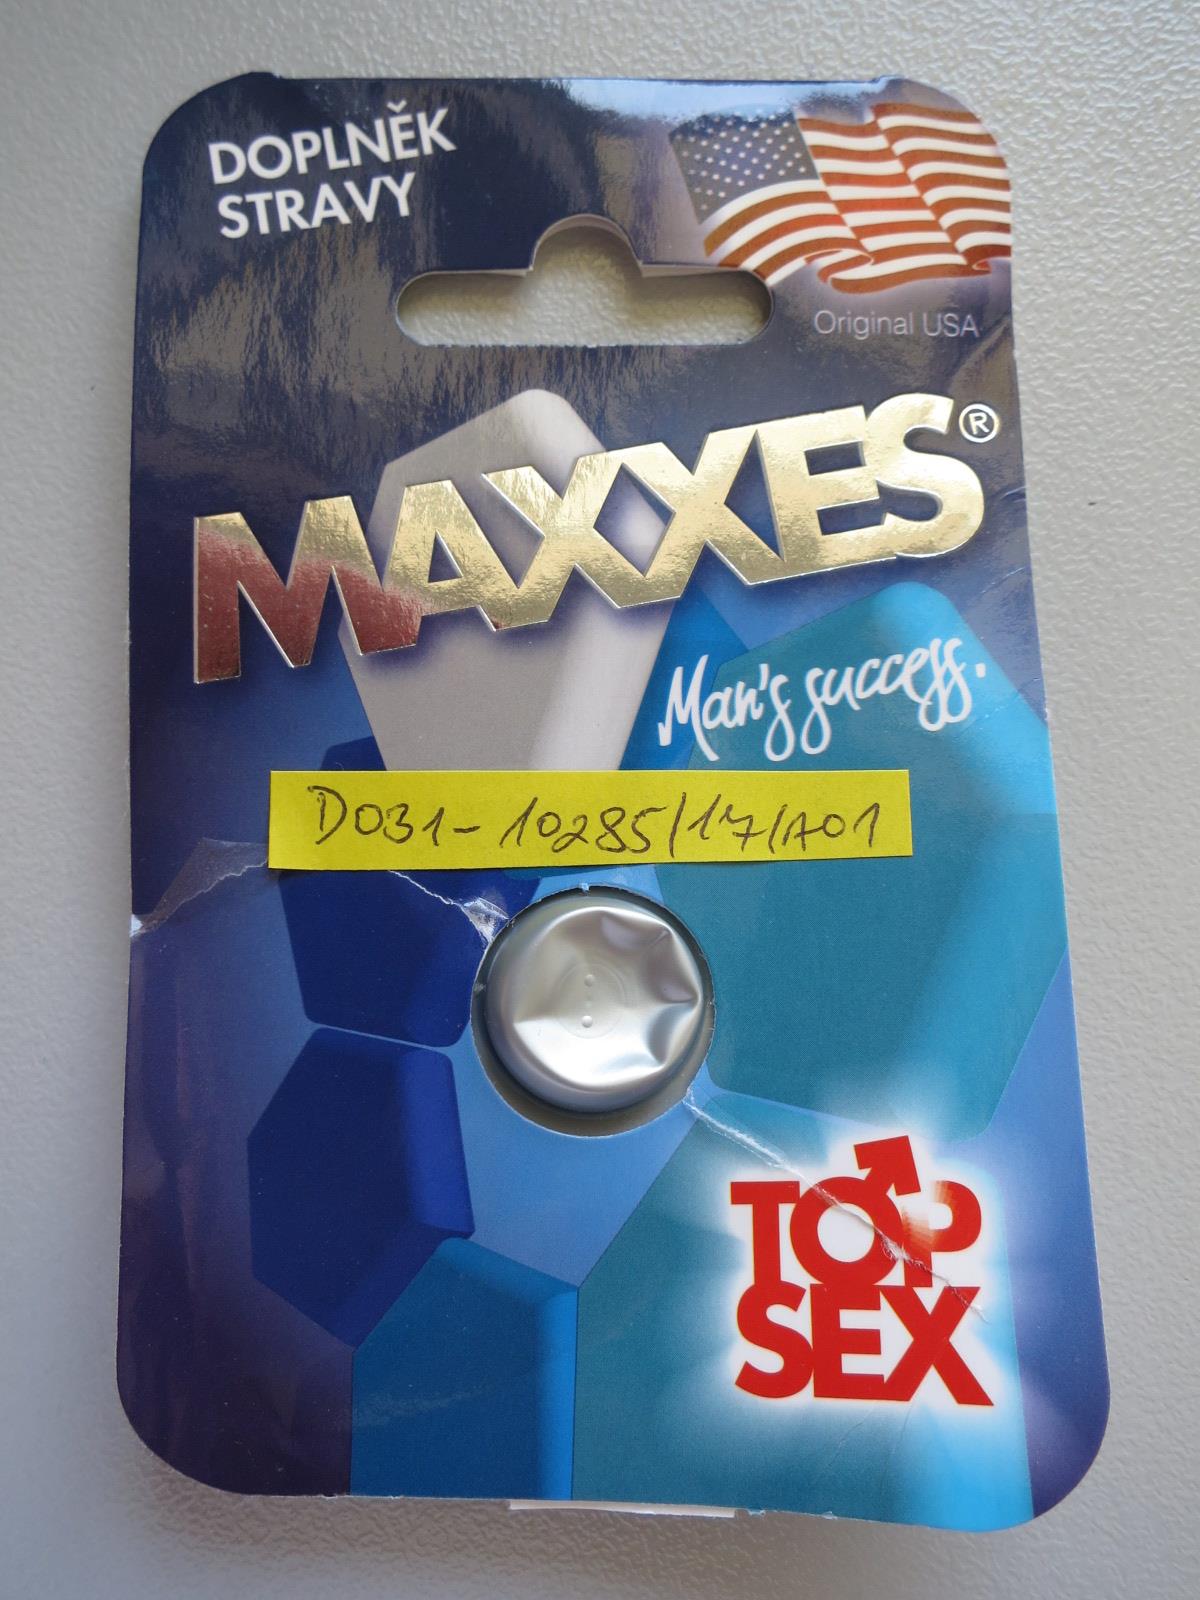 DOPLNĚK
STRAVY
Original USA
MAXXES®
Man's success.
D031-10285/17/A01
TOP
SEX